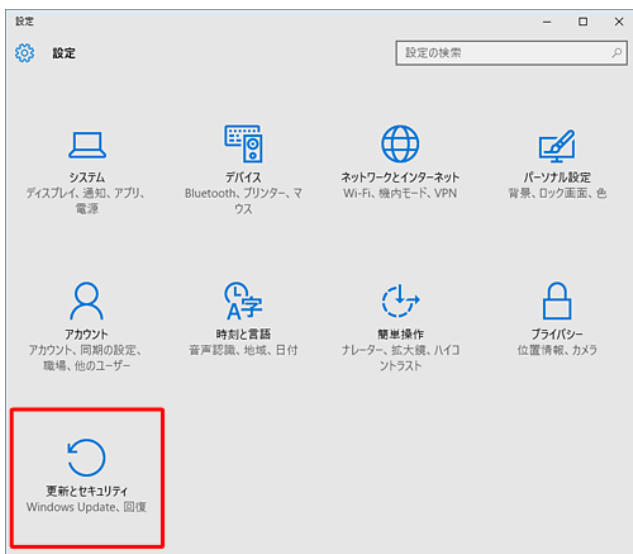 設定
設定
設定の検索
システム
ディスプレイ、通知、アプリ、
電源
デバイス
Bluetooth、プリンター、マ
ウス
ネットワークとインターネット
Wi-Fi、機内モード、VPN
パーソナル設定
背景、ロック画面、色
アカウント
アカウント、同期の設定、
職場、他のユーザー
A字
時刻と言語
音声認識、地域、日付
簡単操作
ナレーター、拡大鏡、ハイコ
ントラスト
プライバシー
位置情報、カメラ
更新とセキュリティ
Windows Update、回復